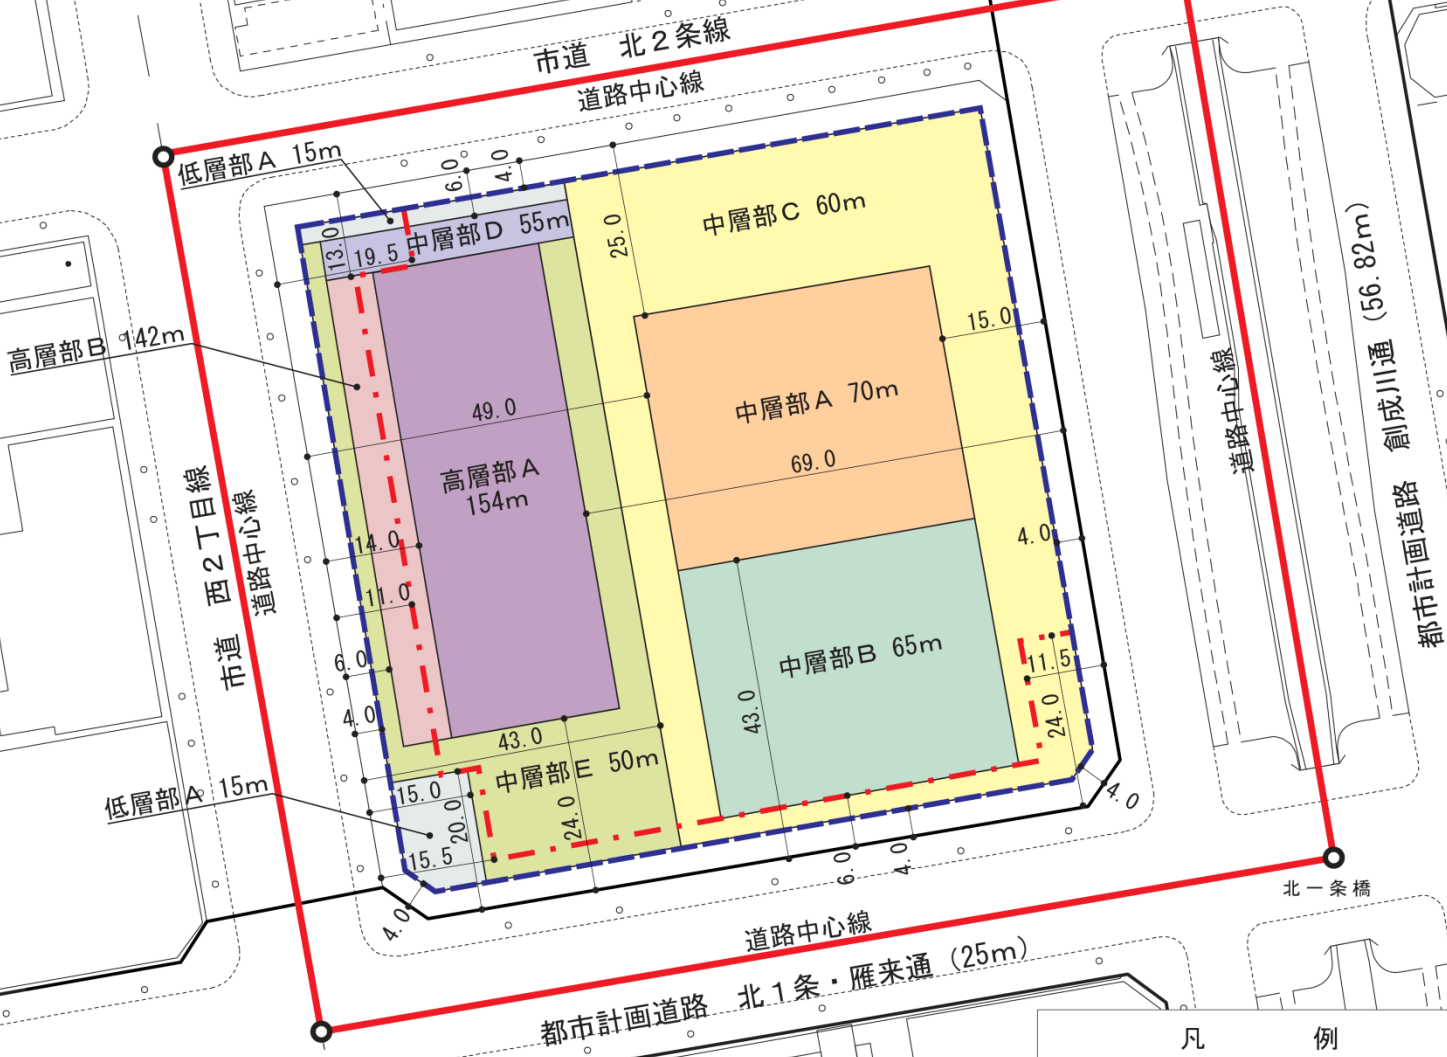 市道　北２条線
道路中心線
低層部Ａ 15m
6.0
4.0
13.0
19.5
中層部Ｄ 55m
25.0
中層部Ｃ 60m
15.0
高層部Ｂ 142m
49.0
中層部Ａ 70m
69.0
高層部Ａ
154m
14.0
11.0
6.0
4.0
4.0
中層部Ｂ 65m
43.0
11.5
24.0
43.0
中層部Ｅ 50m
低層部Ａ 15m
15.0
20.0
24.0
15.5
4.0
6.0
4.0
4.0
市道　西２丁目線
道路中心線
道路中心線
都市計画道路　創成川通（56.82m）
北一条橋
道路中心線
都市計画道路　北１条・雁来通（25m）
凡　例